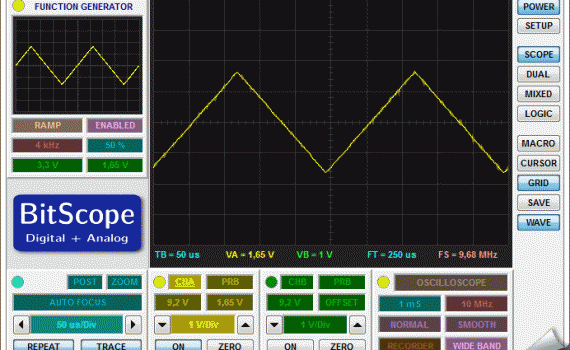 FUNCTION GENERATOR
RAMP ENABLED
4 kHz 50 %
3,3 V 1,65 V
BitScope
Digital + Analog
TB = 50 us VA = 1,65 V VB = 1 V FT = 250 us FS = 9,68 MHz
POWER
SETUP
SCOPE
DUAL
MIXED
LOGIC
MACRO
CURSOR
GRID
SAVE
WAVE
POST ZOOM
AUTO FOCUS
50 us/Div
REPEAT TRACE
CHA PRB
9,2 V 1,65 V
1 V/Div
ON ZERO
CHB PRB
9,2 V OFFSET
1 V/Div
ON ZERO
OSCILLOSCOPE
1 mS 10 MHz
NORMAL SMOOTH
RECORDER WIDE BAND